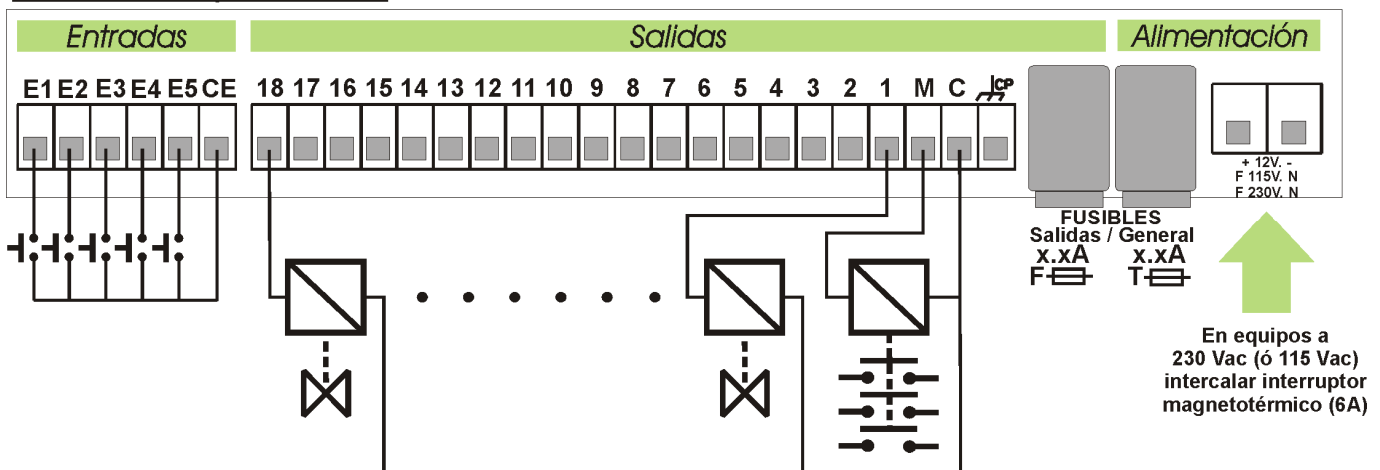 Entradas Salidas Alimentación
E1 E2 E3 E4 E5 CE 18 17 16 15 14 13 12 11 10 9 8 7 6 5 4 3 2 1 M C CP
+ 12V. -
F 115V. N
F 230V. N
FUSIBLES
Salidas / General
x.xA x.xA
F T
En equipos a
230 Vac (ó 115 Vac)
intercalar interruptor
magnetotérmico (6A)